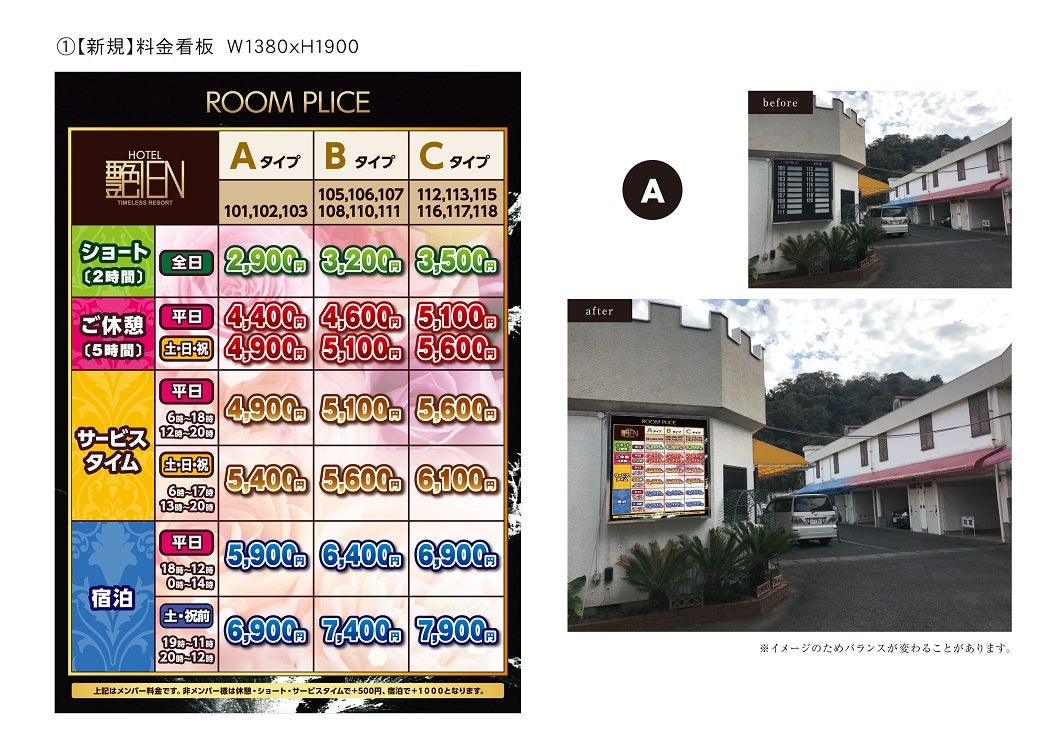 ①【新規】料金看板 W1380xH1900
ROOM PLICE
HOTEL
艶TEN
TIMELESS RESORT
Aタイプ Bタイプ Cタイプ
101,102,103
105,106,107
108,110,111
112,113,115
116,117,118
ショート
〔2時間〕
全日
2,900円 3,200円 3,500円
ご休憩
〔5時間〕
平日
4,400円 4,600円 5,100円
土・日・祝
4,900円 5,100円 5,600円
サービス
タイム
平日
6時～18時
12時～20時
4,900円 5,100円 5,600円
土・日・祝
6時～17時
13時～20時
5,400円 5,600円 6,100円
宿泊
平日
18時～12時
0時～14時
5,900円 6,400円 6,900円
土・祝前
19時～11時
20時～12時
6,900円 7,400円 7,900円
上記はメンバー料金です。非メンバー様は休憩・ショート・サービスタイムで+500円、宿泊で+1000となります。
A
before
after
ROOM PLICE
※イメージのためバランスが変わることがあります。